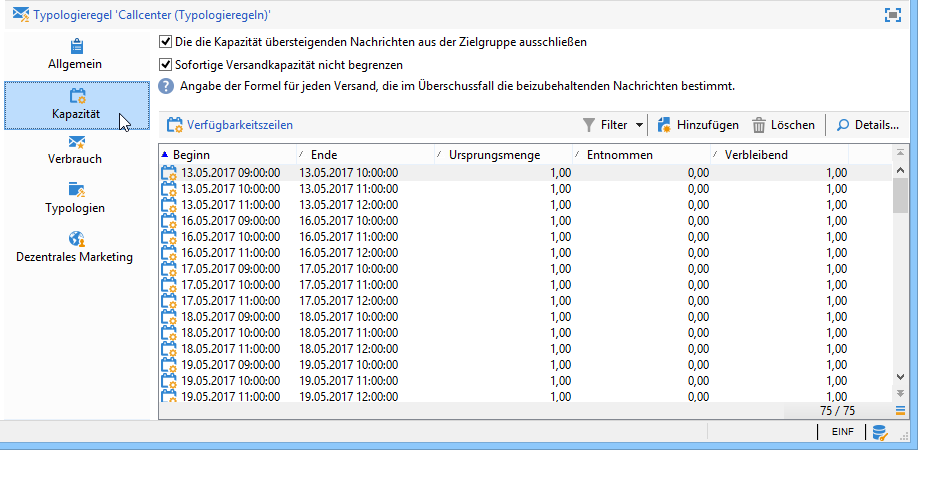 Typologieregel 'Callcenter (Typologieregeln)'
Allgemein
Kapazität
Verbrauch
Typologien
Dezentrales Marketing
Die die Kapazität übersteigenden Nachrichten aus der Zielgruppe ausschließen
Sofortige Versandkapazität nicht begrenzen
Angabe der Formel für jeden Versand, die im Überschussfall die beizubehaltenden Nachrichten bestimmt.
Verfügbarkeitszeilen Filter Hinzufügen Löschen Details...
Beginn Ende Ursprungsmenge Entnommen Verbleibend
13.05.2017 09:00:00 13.05.2017 10:00:00 1,00 0,00 1,00
13.05.2017 10:00:00 13.05.2017 11:00:00 1,00 0,00 1,00
13.05.2017 11:00:00 13.05.2017 12:00:00 1,00 0,00 1,00
16.05.2017 09:00:00 16.05.2017 10:00:00 1,00 0,00 1,00
16.05.2017 10:00:00 16.05.2017 11:00:00 1,00 0,00 1,00
16.05.2017 11:00:00 16.05.2017 12:00:00 1,00 0,00 1,00
17.05.2017 09:00:00 17.05.2017 10:00:00 1,00 0,00 1,00
17.05.2017 10:00:00 17.05.2017 11:00:00 1,00 0,00 1,00
17.05.2017 11:00:00 17.05.2017 12:00:00 1,00 0,00 1,00
18.05.2017 09:00:00 18.05.2017 10:00:00 1,00 0,00 1,00
18.05.2017 10:00:00 18.05.2017 11:00:00 1,00 0,00 1,00
18.05.2017 11:00:00 18.05.2017 12:00:00 1,00 0,00 1,00
19.05.2017 09:00:00 19.05.2017 10:00:00 1,00 0,00 1,00
19.05.2017 10:00:00 19.05.2017 11:00:00 1,00 0,00 1,00
19.05.2017 11:00:00 19.05.2017 12:00:00 1,00 0,00 1,00
75 / 75
EINF